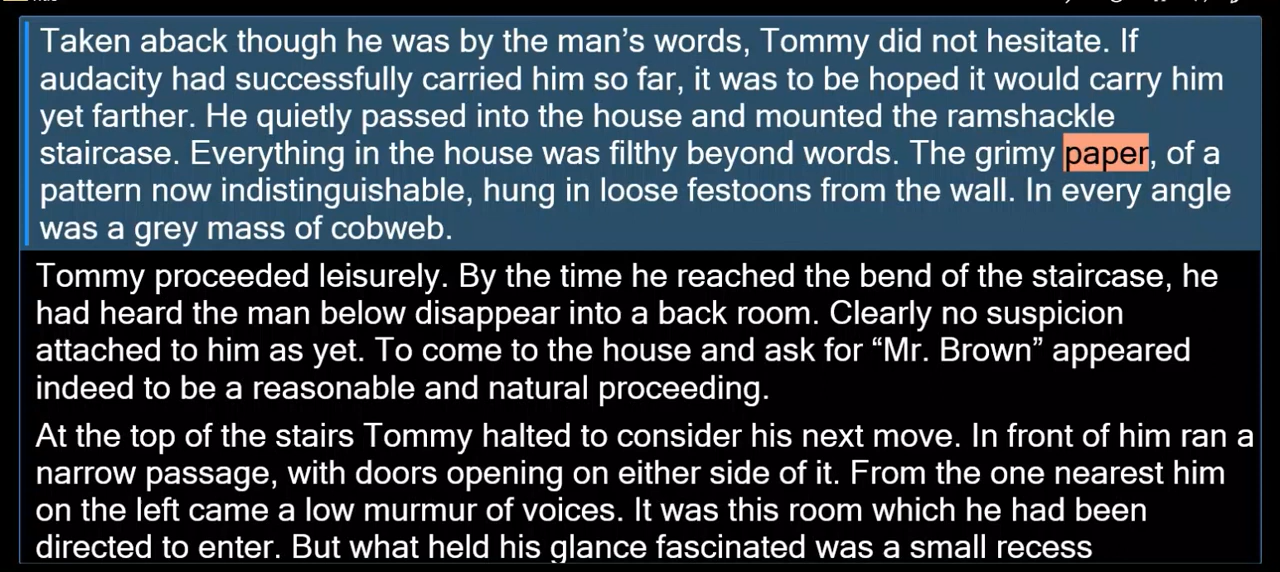 Taken aback though he was by the man’s words, Tommy did not hesitate. If
audacity had successfully carried him so far, it was to be hoped it would carry him
yet farther. He quietly passed into the house and mounted the ramshackle
staircase. Everything in the house was filthy beyond words. The grimy paper, of a
pattern now indistinguishable, hung in loose festoons from the wall. In every angle
was a grey mass of cobweb.
Tommy proceeded leisurely. By the time he reached the bend of the staircase, he
had heard the man below disappear into a back room. Clearly no suspicion
attached to him as yet. To come to the house and ask for “Mr. Brown” appeared
indeed to be a reasonable and natural proceeding.
At the top of the stairs Tommy halted to consider his next move. In front of him ran a
narrow passage, with doors opening on either side of it. From the one nearest him
on the left came a low murmur of voices. It was this room which he had been
directed to enter. But what held his glance fascinated was a small recess